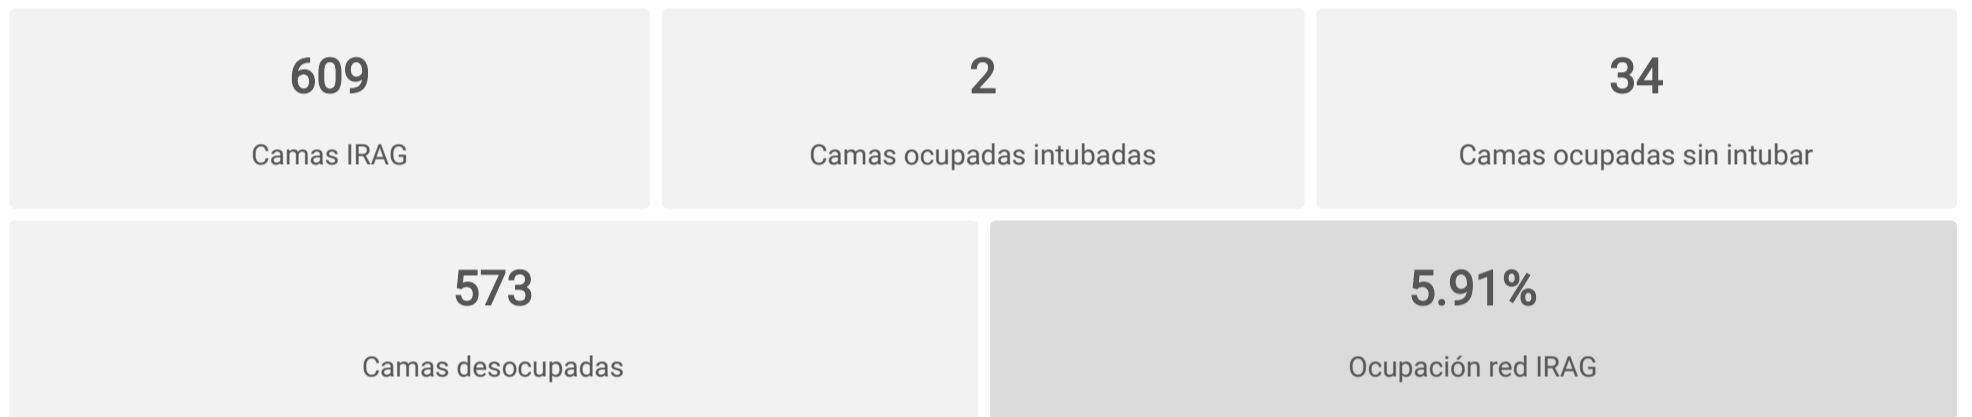 609
Camas IRAG
2
Camas ocupadas intubadas
34
Camas ocupadas sin intubar
573
Camas desocupadas
5.91%
Ocupación red IRAG